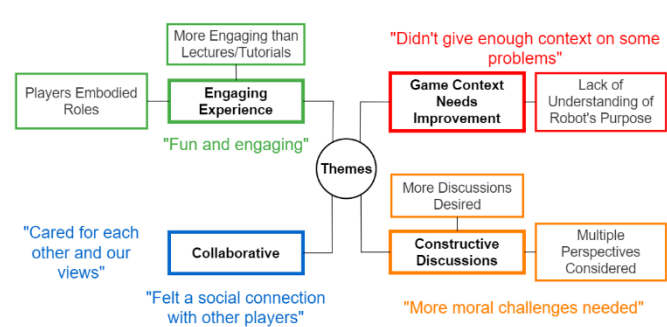 More Engaging than
Lectures/Tutorials
Players Embodied
Roles
Engaging
Experience
"Fun and engaging"
"Didn't give enough context on some
problems"
Game Context
Needs
Improvement
Lack of
Understanding of
Robot's Purpose
Themes
"Cared for each
other and our
views"
Collaborative
"Felt a social connection
with other players"
More Discussions
Desired
Constructive
Discussions
Multiple
Perspectives
Considered
"More moral challenges needed"